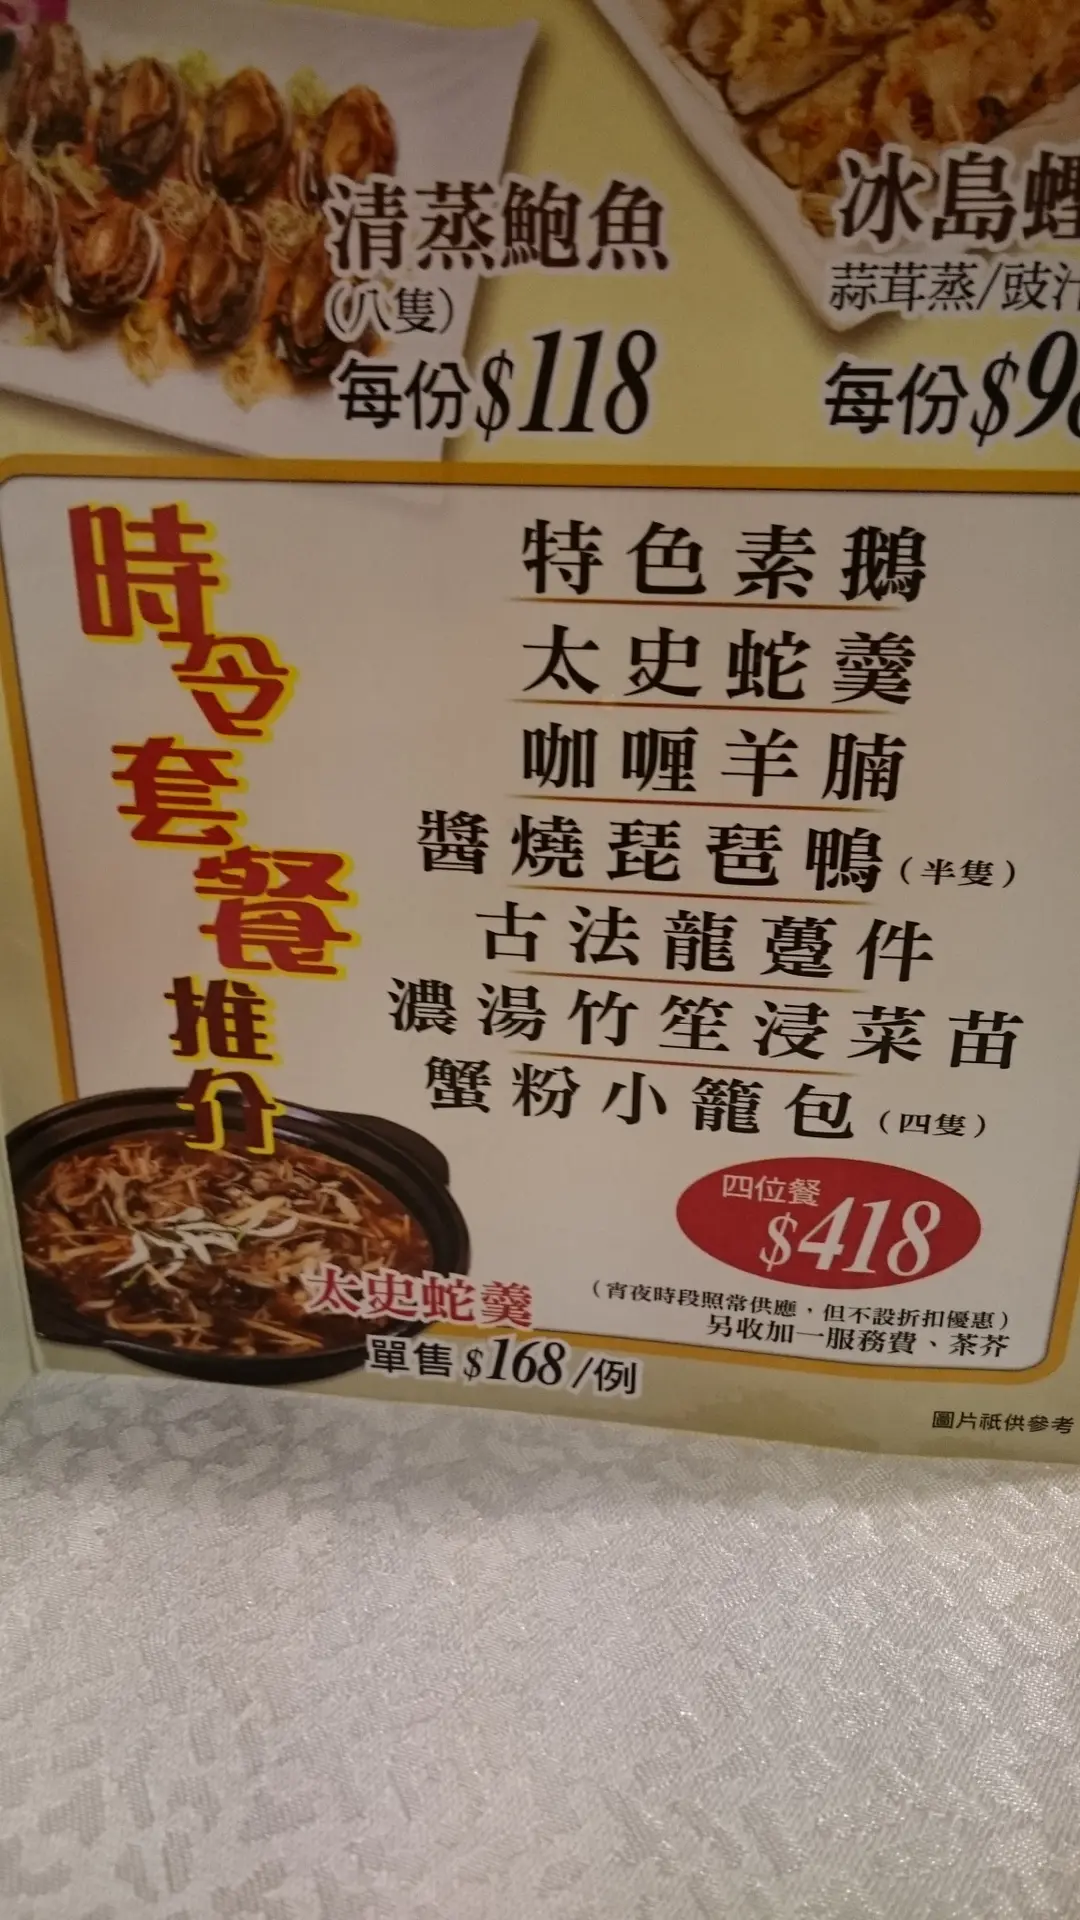 清蒸鮑魚
(八隻)
每份$118
冰島
蒜茸蒸/豉汁
每份$9
時令套餐推介
特色素鵝
太史蛇羹
咖喱羊腩
醬燒琵琶鴨(半隻)
古法龍躉件
濃湯竹笙浸菜苗
蟹粉小籠包(四隻)
四位餐
$418
(宵夜時段照常供應，但不設折扣優惠)
另收加一服務費、茶芥
太史蛇羹
單售$168/例
圖片祇供參考